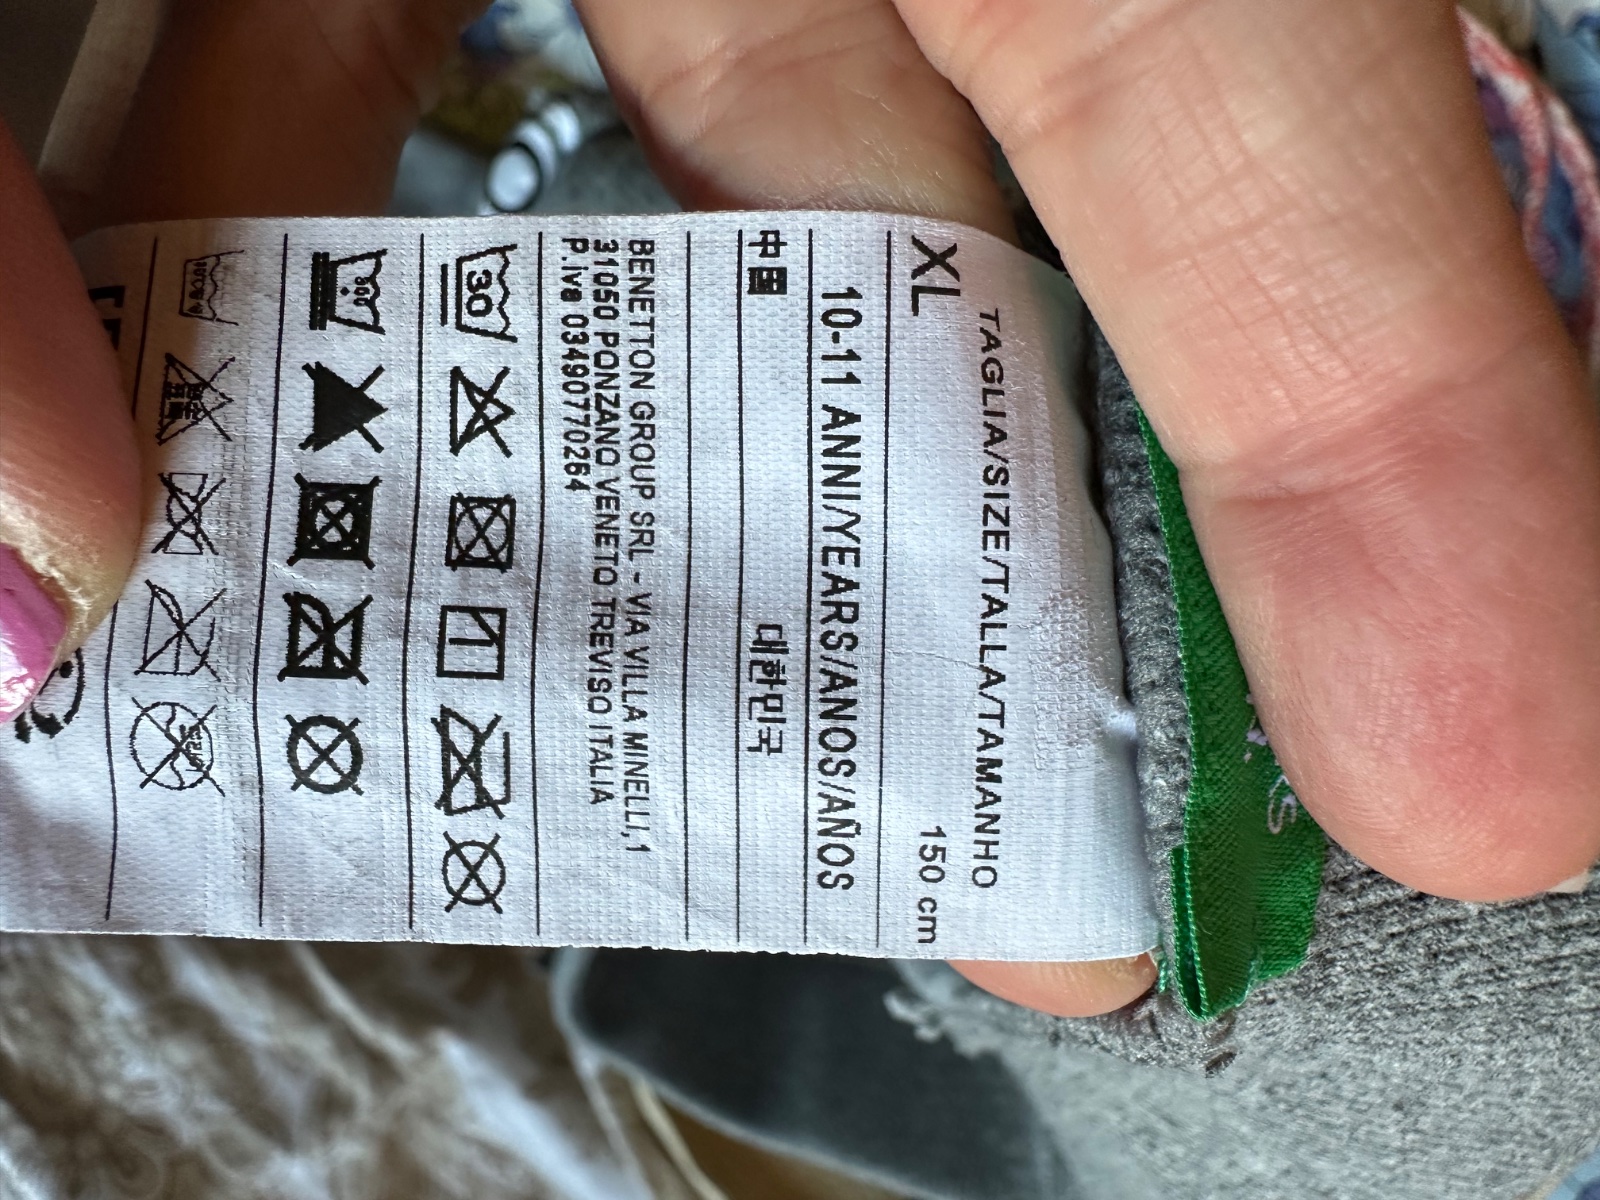 TAGLIA/SIZE/TALLA/TAMANHO
XL 150 cm
10-11 ANNI/YEARS/ANOS/AÑOS
中国 대한민국
BENETTON GROUP SRL - VIA VILLA MINELLI, 1
31050 PONZANO VENETO TREVISO ITALIA
P.iva 03490770264
30
30C